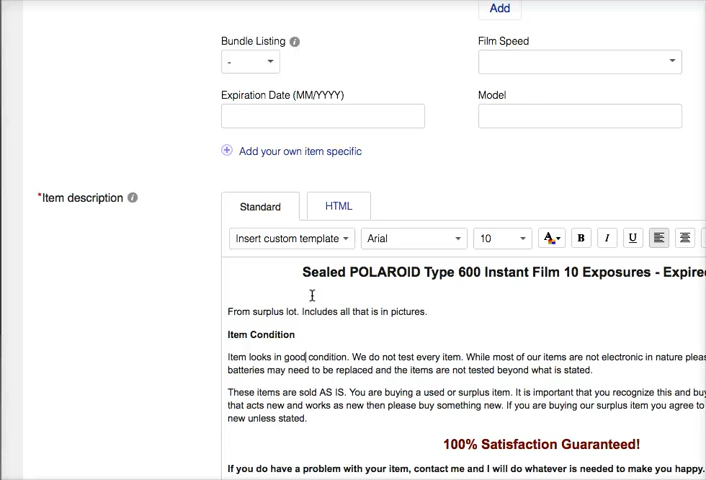 Add
Bundle Listing
Film Speed
-
Expiration Date (MM/YYYY)
Model
Add your own item specific
*Item description
Standard
HTML
Insert custom template
Arial
10
A
B
I
U
Sealed POLAROID Type 600 Instant Film 10 Exposures - Expire
From surplus lot. Includes all that is in pictures.
Item Condition
Item looks in good condition. We do not test every item. While most of our items are not electronic in nature pleas
batteries may need to be replaced and the items are not tested beyond what is stated.
These items are sold AS IS. You are buying a used or surplus item. It is important that you recognize this and buy
that acts new and works as new then please buy something new. If you are buying our surplus item you agree to
new unless stated.
100% Satisfaction Guaranteed!
If you do have a problem with your item, contact me and I will do whatever is needed to make you happy.